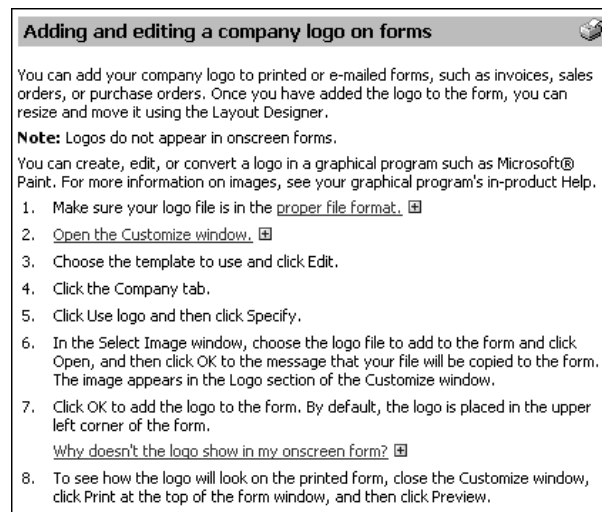 Adding and editing a company logo on forms
You can add your company logo to printed or e-mailed forms, such as invoices, sales
orders, or purchase orders. Once you have added the logo to the form, you can
resize and move it using the Layout Designer.
Note: Logos do not appear in onscreen forms.
You can create, edit, or convert a logo in a graphical program such as Microsoft®
Paint. For more information on images, see your graphical program's in-product Help.
1. Make sure your logo file is in the proper file format.
2. Open the Customize window.
3. Choose the template to use and click Edit.
4. Click the Company tab.
5. Click Use logo and then click Specify.
6. In the Select Image window, choose the logo file to add to the form and click
Open, and then click OK to the message that your file will be copied to the form.
The image appears in the Logo section of the Customize window.
7. Click OK to add the logo to the form. By default, the logo is placed in the upper
left corner of the form.
Why doesn't the logo show in my onscreen form?
8. To see how the logo will look on the printed form, close the Customize window,
click Print at the top of the form window, and then click Preview.